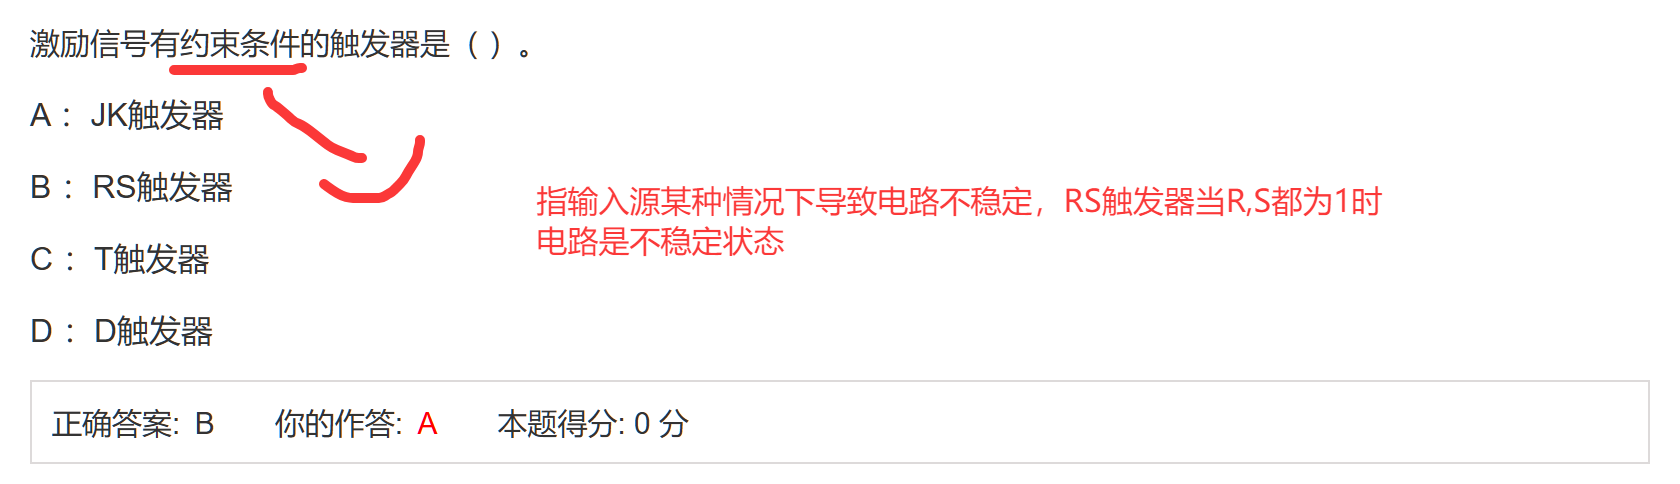 激励信号有约束条件的触发器是（ ）。
A： JK触发器
B： RS触发器
指输入源某种情况下导致电路不稳定，RS触发器当R,S都为1时
电路是不稳定状态
C： T触发器
D： D触发器
正确答案: B 你的作答: A 本题得分: 0 分